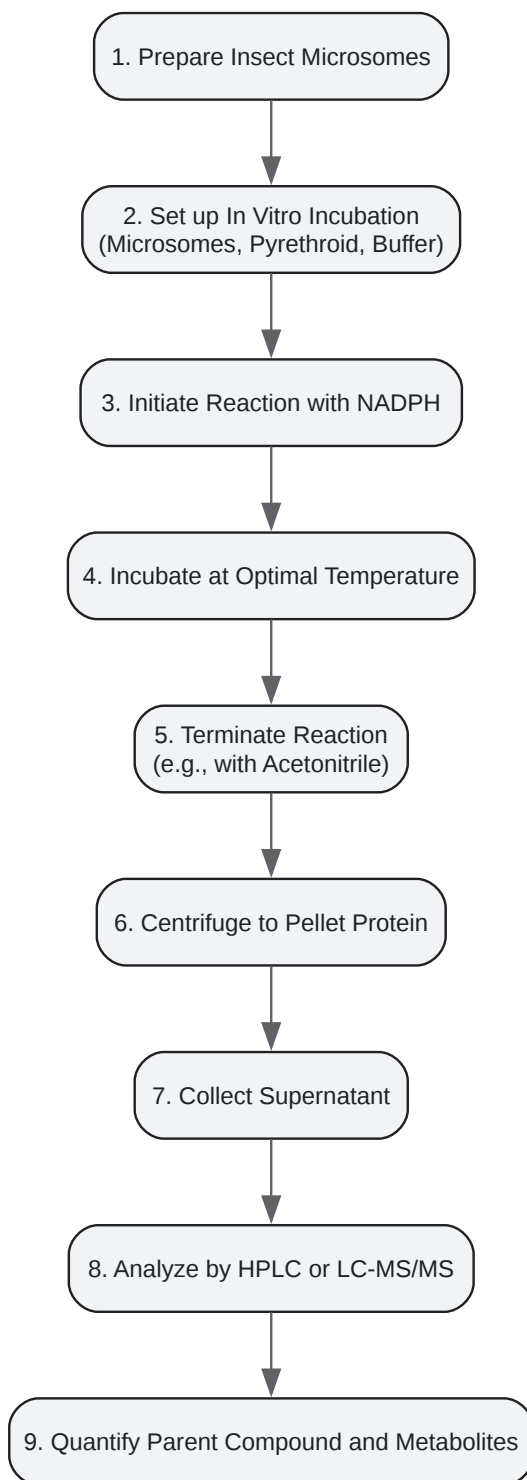 1. Prepare Insect Microsomes
2. Set up In Vitro Incubation
(Microsomes, Pyrethroid, Buffer)
3. Initiate Reaction with NADPH
4. Incubate at Optimal Temperature
5. Terminate Reaction
(e.g., with Acetonitrile)
6. Centrifuge to Pellet Protein
7. Collect Supernatant
8. Analyze by HPLC or LC-MS/MS
9. Quantify Parent Compound and Metabolites